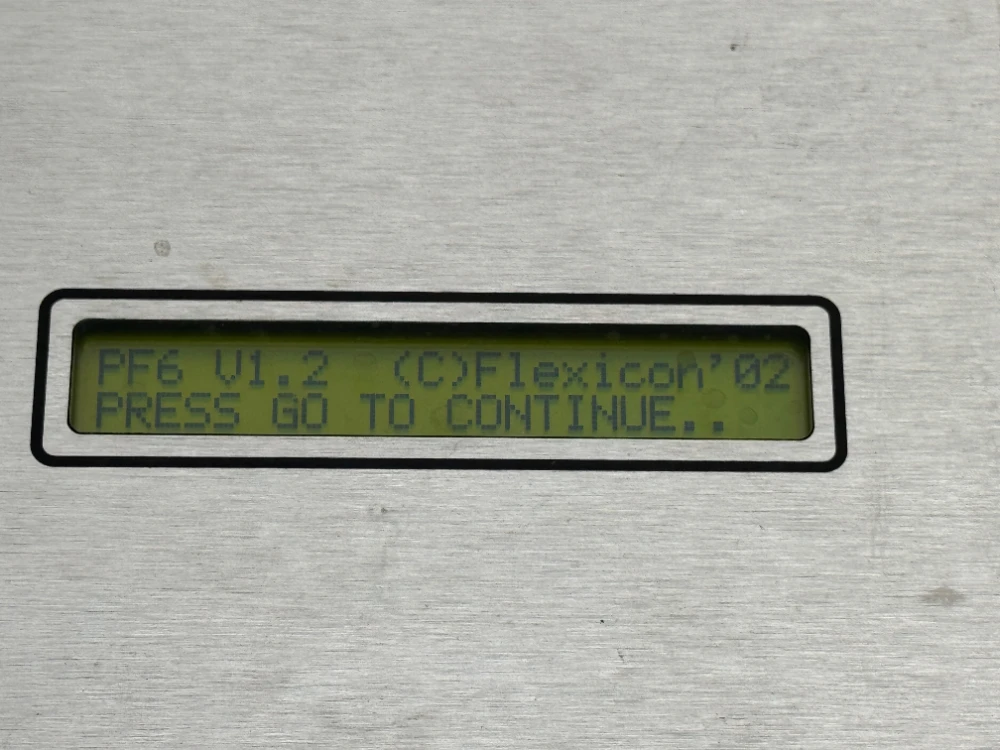 PF6 V1.2  (C)Flexicon'02
PRESS GO TO CONTINUE..